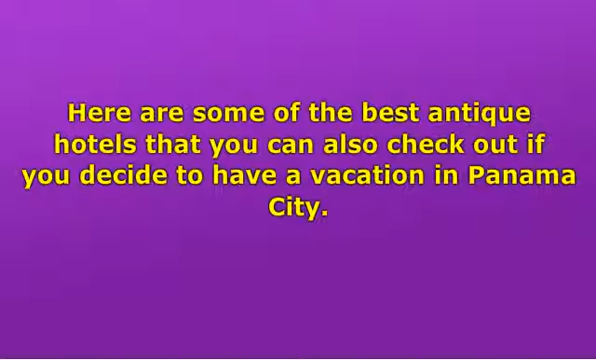 Here are some of the best antique
hotels that you can also check out if
you decide to have a vacation in Panama
City.